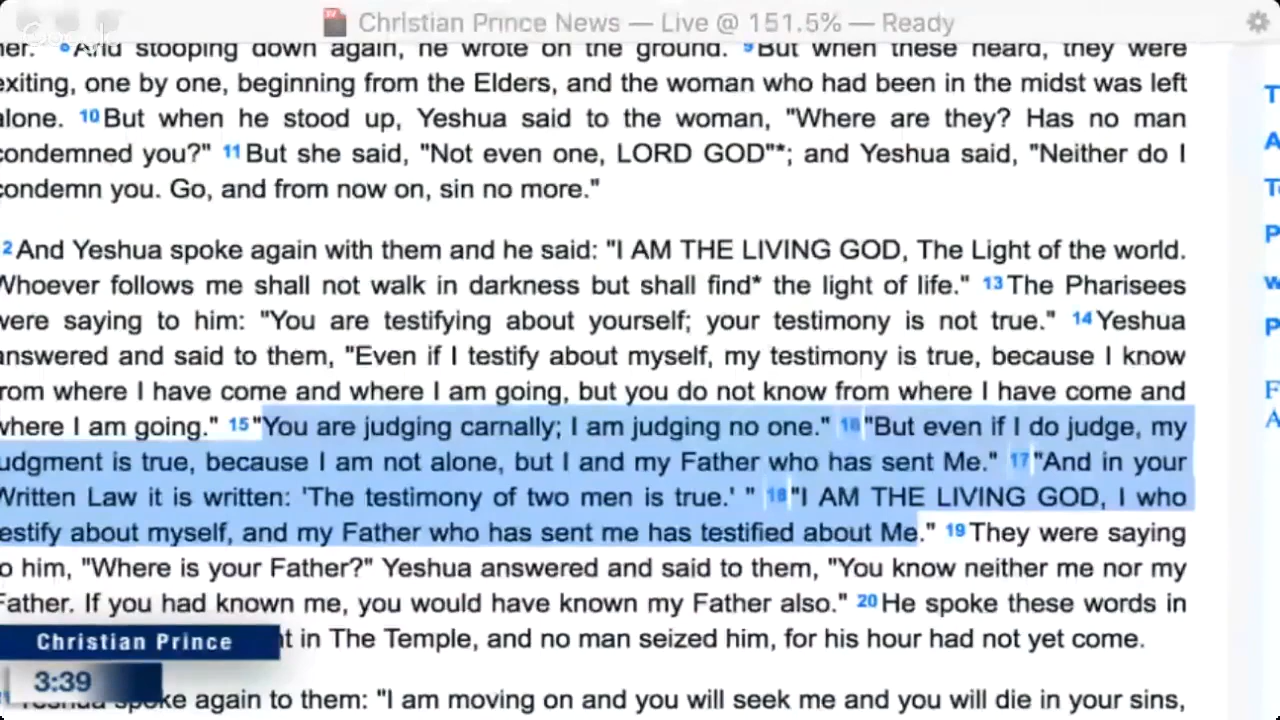 Christian Prince News — Live @ 151.5% — Ready
Google
her. 8 And stooping down again, he wrote on the ground. 9 But when these heard, they were
exiting, one by one, beginning from the Elders, and the woman who had been in the midst was left
alone. 10 But when he stood up, Yeshua said to the woman, "Where are they? Has no man
condemned you?" 11 But she said, "Not even one, LORD GOD"*; and Yeshua said, "Neither do I
condemn you. Go, and from now on, sin no more."
2 And Yeshua spoke again with them and he said: "I AM THE LIVING GOD, The Light of the world.
Whoever follows me shall not walk in darkness but shall find* the light of life." 13 The Pharisees
were saying to him: "You are testifying about yourself; your testimony is not true." 14 Yeshua
answered and said to them, "Even if I testify about myself, my testimony is true, because I know
from where I have come and where I am going, but you do not know from where I have come and
where I am going." 15 "You are judging carnally; I am judging no one." 16 "But even if I do judge, my
judgment is true, because I am not alone, but I and my Father who has sent Me." 17 "And in your
Written Law it is written: 'The testimony of two men is true.' " 18 "I AM THE LIVING GOD, I who
testify about myself, and my Father who has sent me has testified about Me." 19 They were saying
to him, "Where is your Father?" Yeshua answered and said to them, "You know neither me nor my
Father. If you had known me, you would have known my Father also." 20 He spoke these words in
t in The Temple, and no man seized him, for his hour had not yet come.
Christian Prince
3:39
Yeshua spoke again to them: "I am moving on and you will seek me and you will die in your sins,